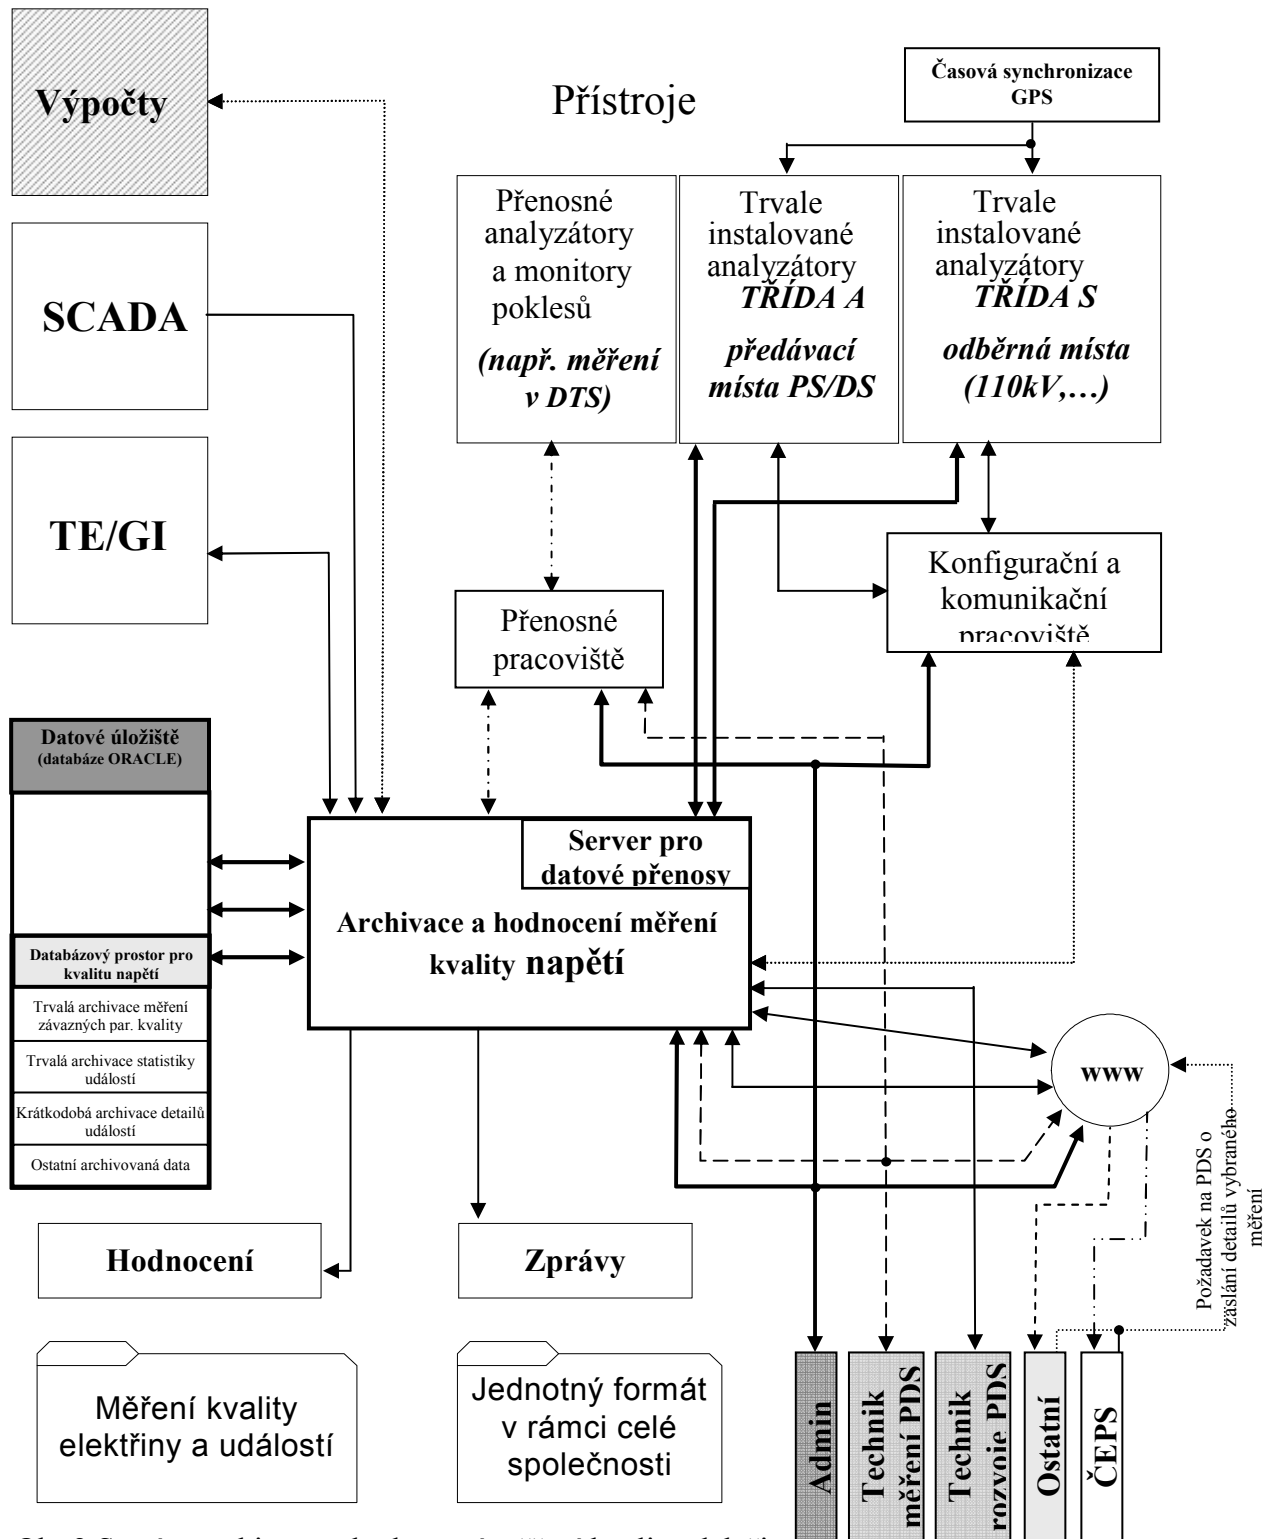 Výpočty
Přístroje
Časová synchronizace
GPS
SCADA
TE/GI
Přenosné
analyzátory
a monitory
poklesů
(např. měření
v DTS)
Trvale
instalované
analyzátory
TŘÍDA A
předávací
místa PS/DS
Trvale
instalované
analyzátory
TŘÍDA S
odběrná místa
(110kV,…)
Přenosné
pracoviště
Konfigurační a
komunikační
pracoviště
Datové úložiště
(databáze ORACLE)
Databázový prostor pro
kvalitu napětí
Trvalá archivace měření
závazných par. kvality
Trvalá archivace statistiky
událostí
Krátkodobá archivace detailů
událostí
Ostatní archivovaná data
Server pro
datové přenosy
Archivace a hodnocení měření
kvality napětí
www
Požadavek na PDS o
zaslání detailů vybraného
měření
Hodnocení
Zprávy
Měření kvality
elektřiny a událostí
Jednotný formát
v rámci celé
společnosti
Admin
Technik
měření PDS
Technik
rozvoje PDS
Ostatní
ČEPS